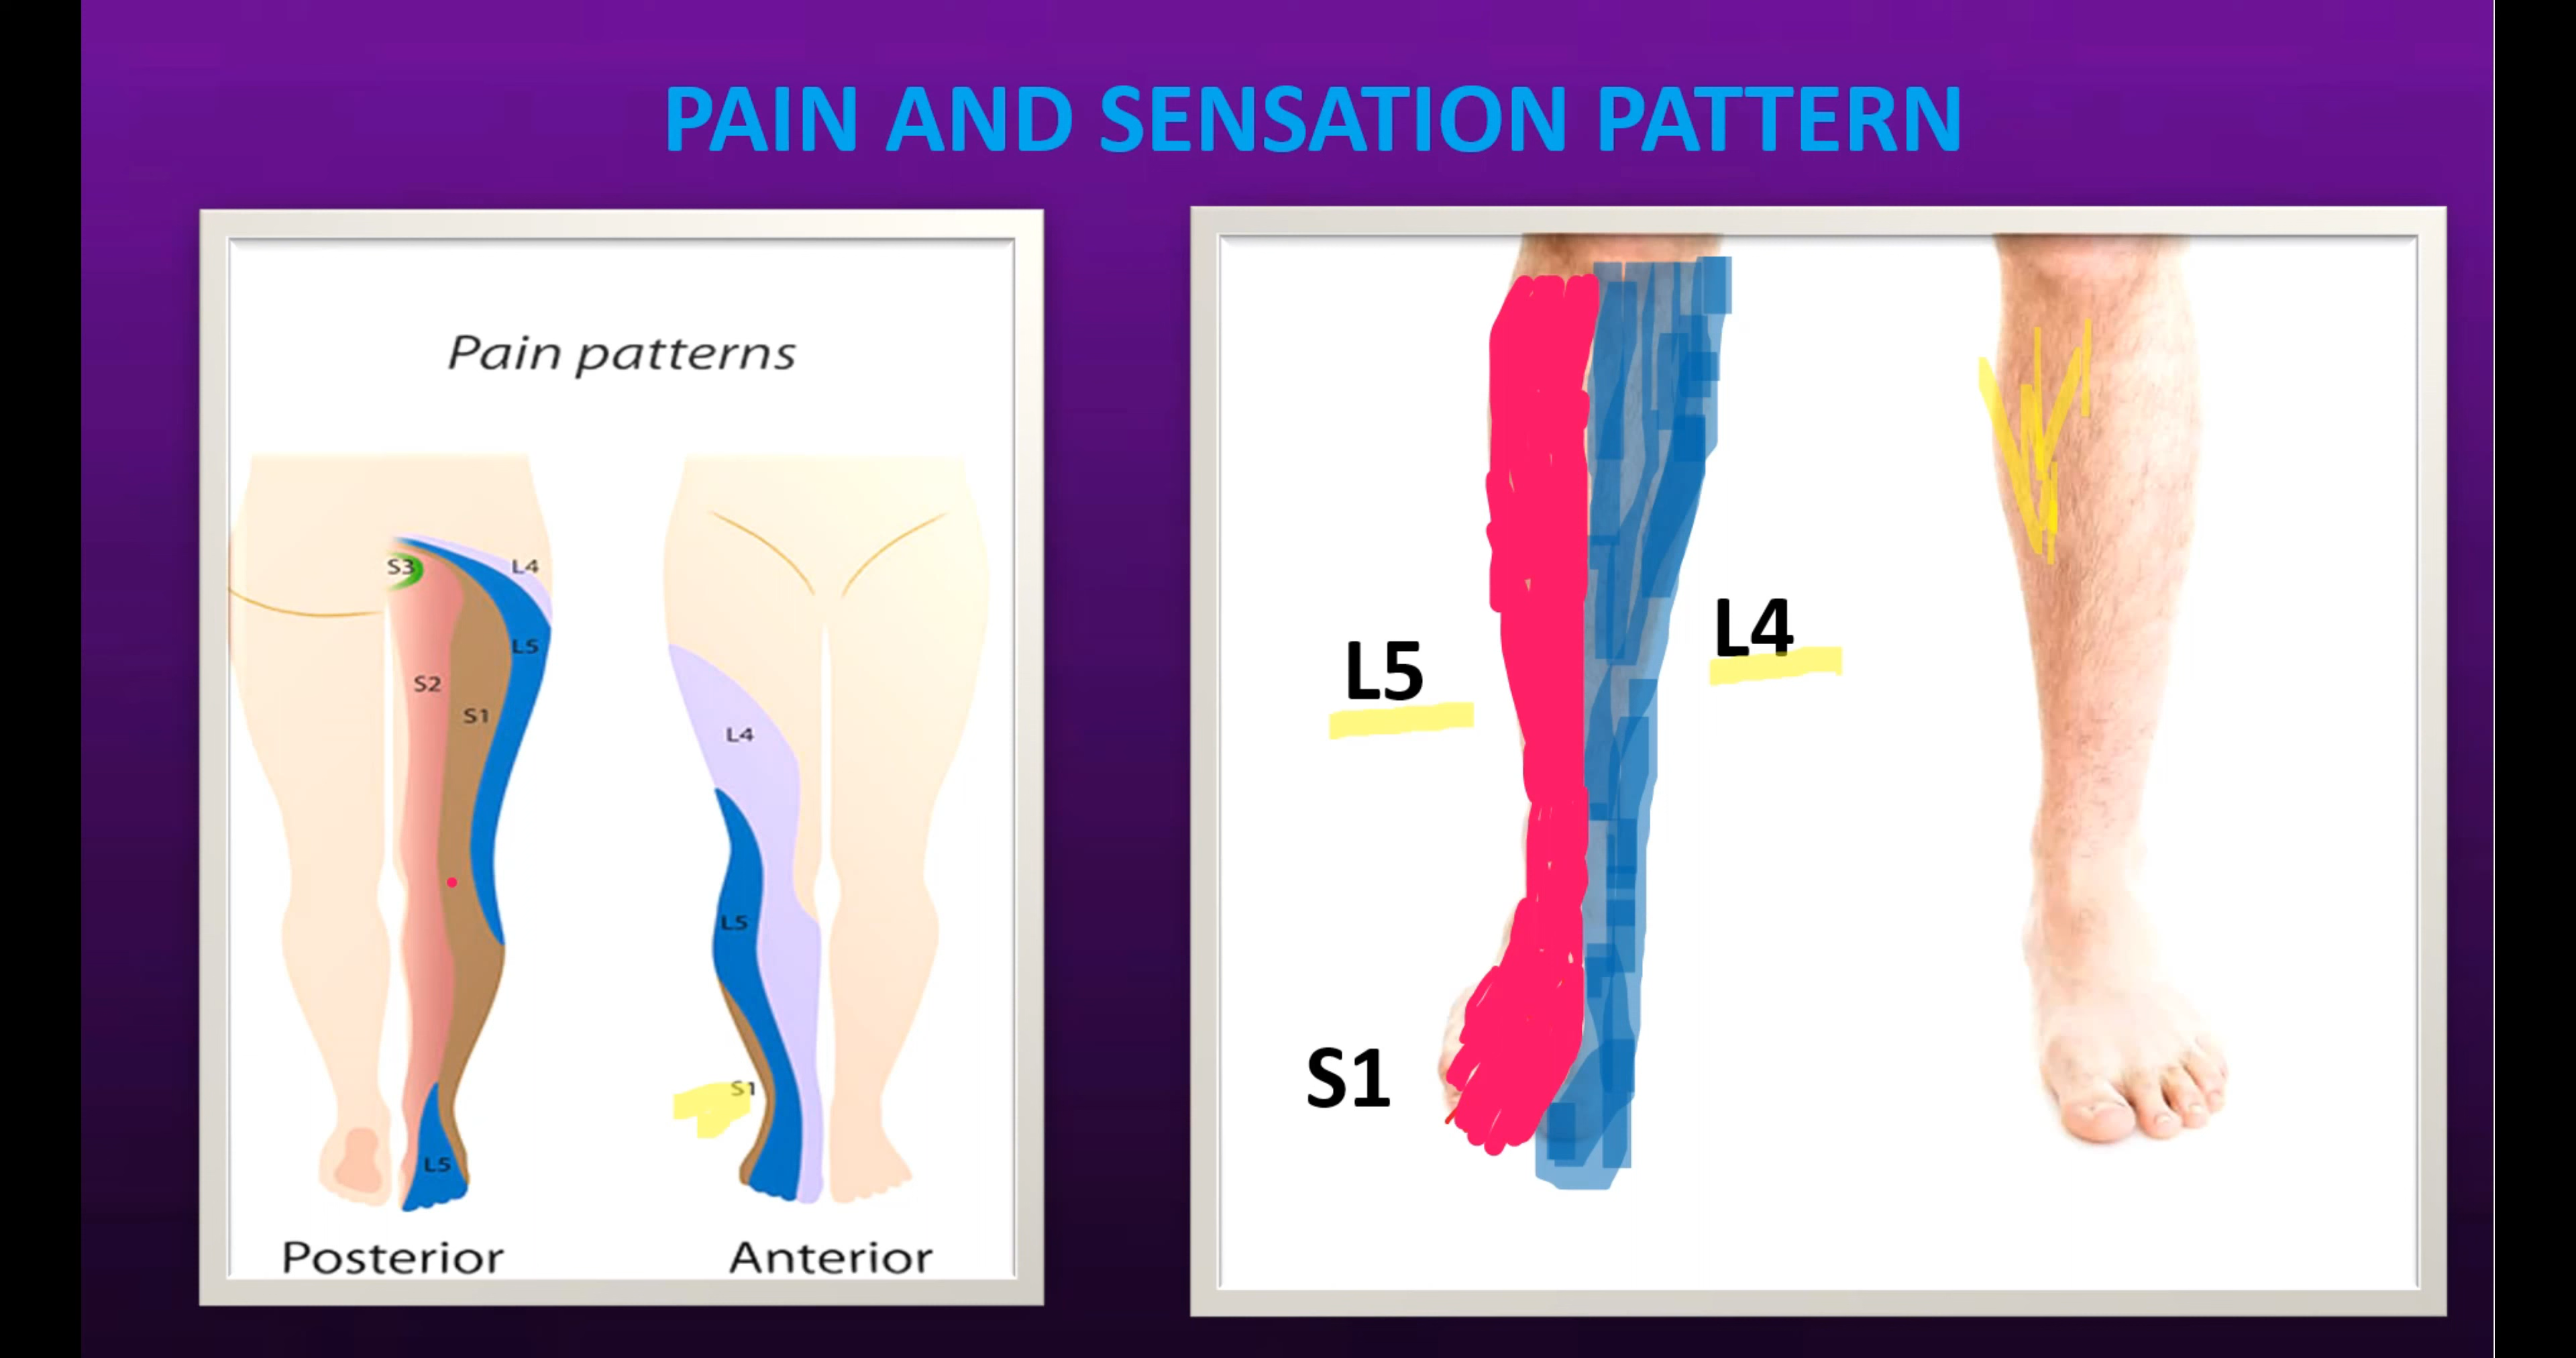 PAIN AND SENSATION PATTERN
Pain patterns
S3
L4
L5
S2
S1
L5
Posterior
L4
L5
S1
Anterior
L5
L4
S1